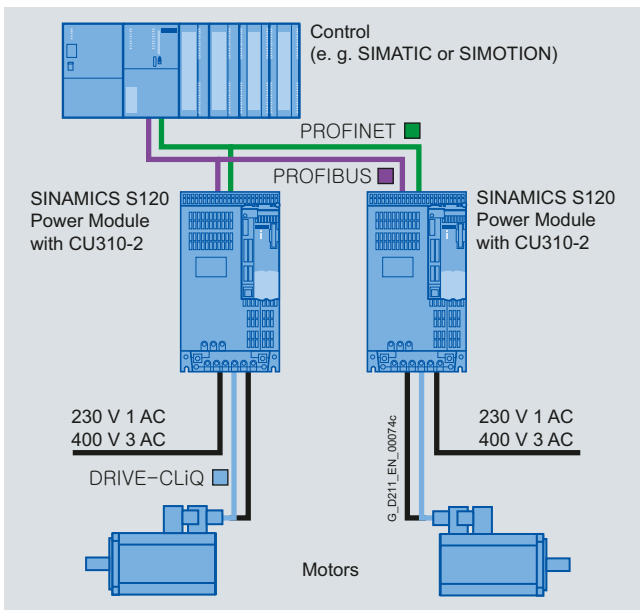 Control
(e. g. SIMATIC or SIMOTION)
PROFINET
PROFIBUS
SINAMICS S120
Power Module
with CU310-2
SINAMICS S120
Power Module
with CU310-2
230 V 1 AC
400 V 3 AC
230 V 1 AC
400 V 3 AC
DRIVE-CLiQ
G_D211_EN_00074c
Motors